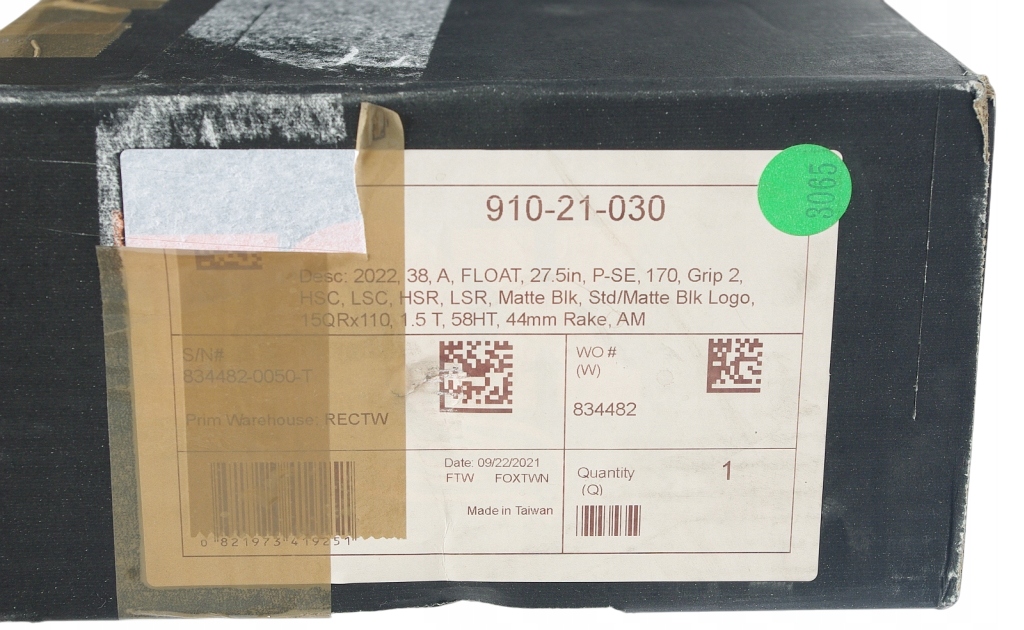 910-21-030
3065
Desc: 2022, 38, A, FLOAT, 27.5in, P-SE, 170, Grip 2,
HSC, LSC, HSR, LSR, Matte Blk, Std/Matte Blk Logo,
15QRx110, 1.5 T, 58HT, 44mm Rake, AM
S/N#
834482-0050-T
Prim Warehouse: RECTW
WO #
(W)
834482
0 821973 419251
Date: 09/22/2021
FTW FOXTWN
Made in Taiwan
Quantity 1
(Q)